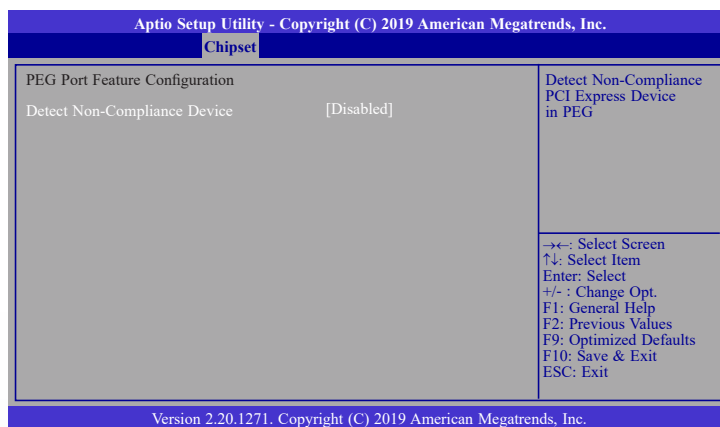 Aptio Setup Utility - Copyright (C) 2019 American Megatrends, Inc.
Chipset
PEG Port Feature Configuration
Detect Non-Compliance Device [Disabled]
Detect Non-Compliance
PCI Express Device
in PEG
→←: Select Screen
↑↓: Select Item
Enter: Select
+/- : Change Opt.
F1: General Help
F2: Previous Values
F9: Optimized Defaults
F10: Save & Exit
ESC: Exit
Version 2.20.1271. Copyright (C) 2019 American Megatrends, Inc.